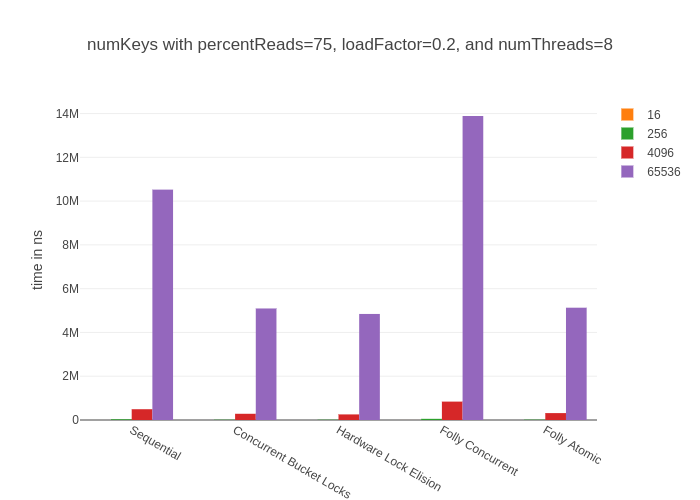 numKeys with percentReads=75, loadFactor=0.2, and numThreads=8
14M
12M
10M
8M
6M
4M
2M
0
time in ns
Sequential
Concurrent Bucket Locks
Hardware Lock Elision
Folly Concurrent
Folly Atomic
16
256
4096
65536